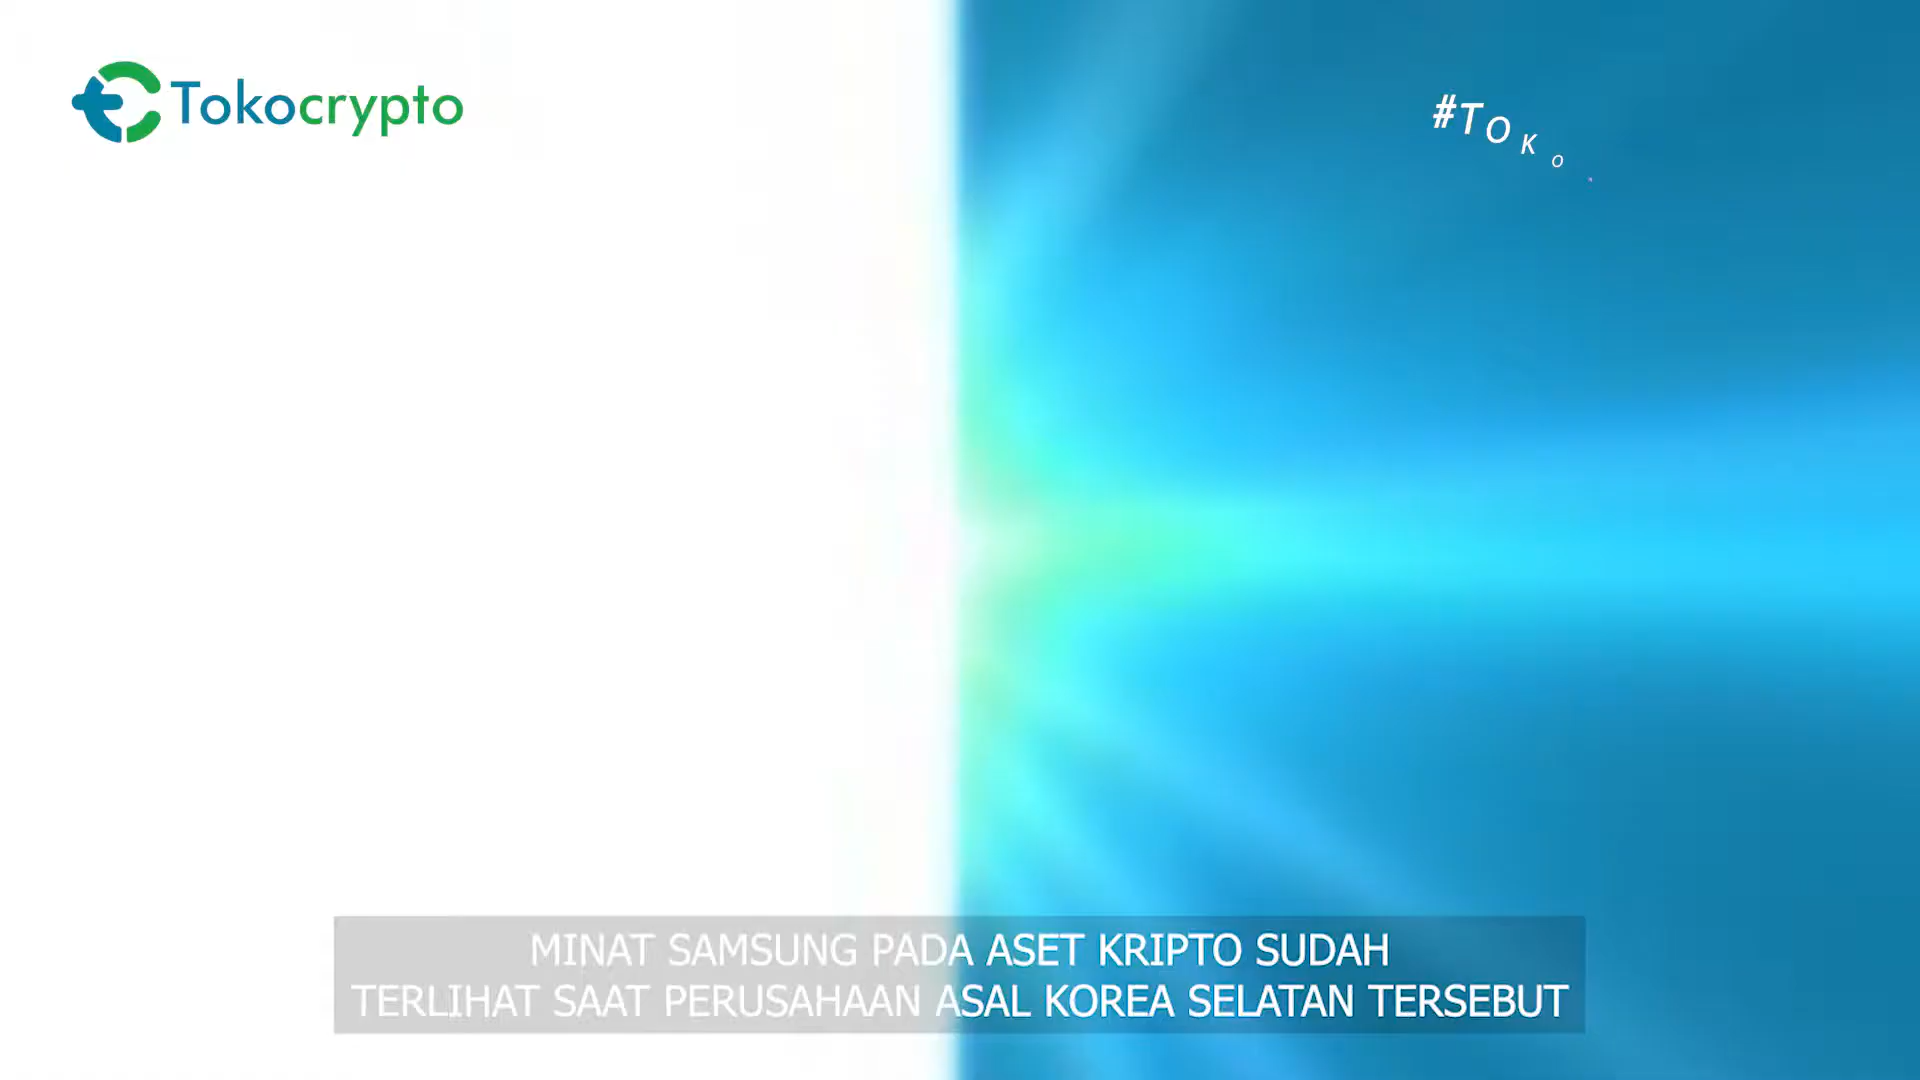 Tokocrypto
#TOKO
MINAT SAMSUNG PADA ASET KRIPTO SUDAH
TERLIHAT SAAT PERUSAHAAN ASAL KOREA SELATAN TERSEBUT